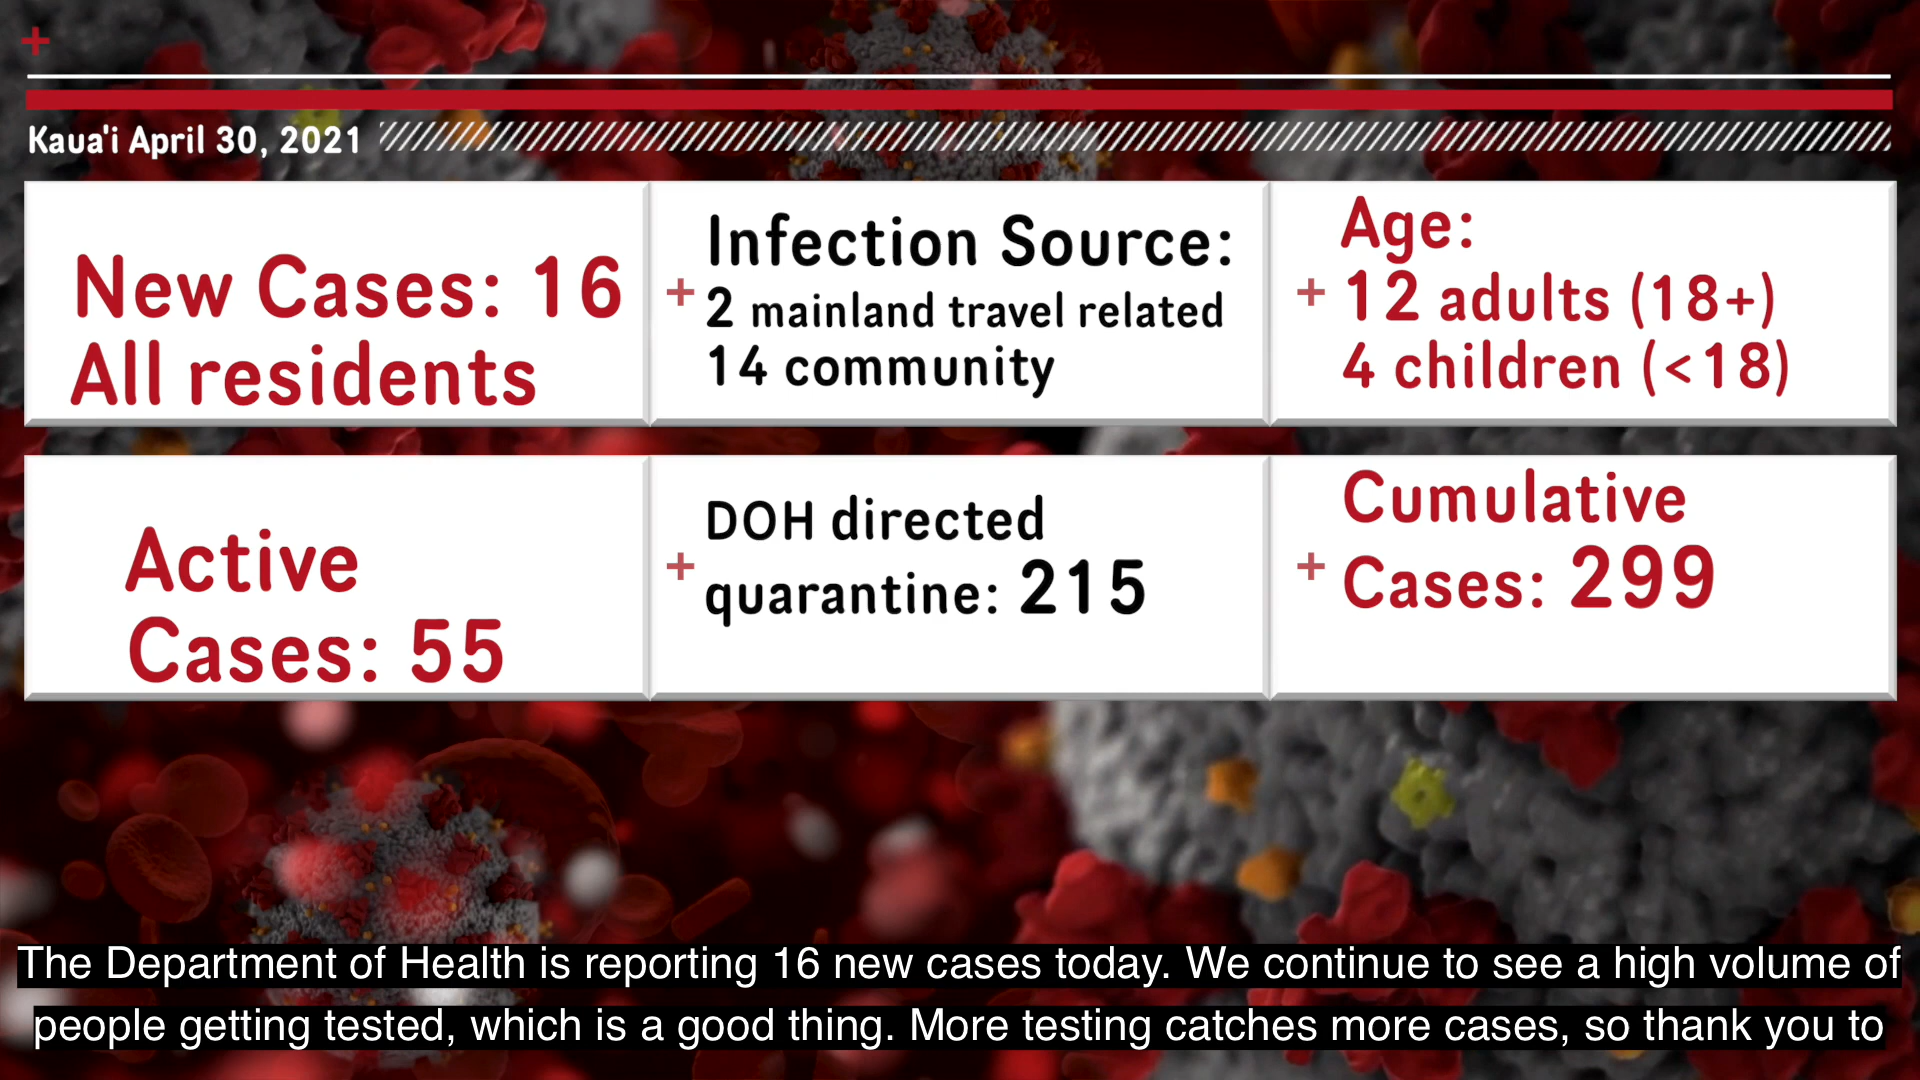 Kaua'i April 30, 2021
New Cases: 16
All residents
+ Infection Source:
2 mainland travel related
14 community
+ Age:
12 adults (18+)
4 children (<18)
Active
Cases: 55
+ DOH directed
quarantine: 215
+ Cumulative
Cases: 299
The Department of Health is reporting 16 new cases today. We continue to see a high volume of
people getting tested, which is a good thing. More testing catches more cases, so thank you to